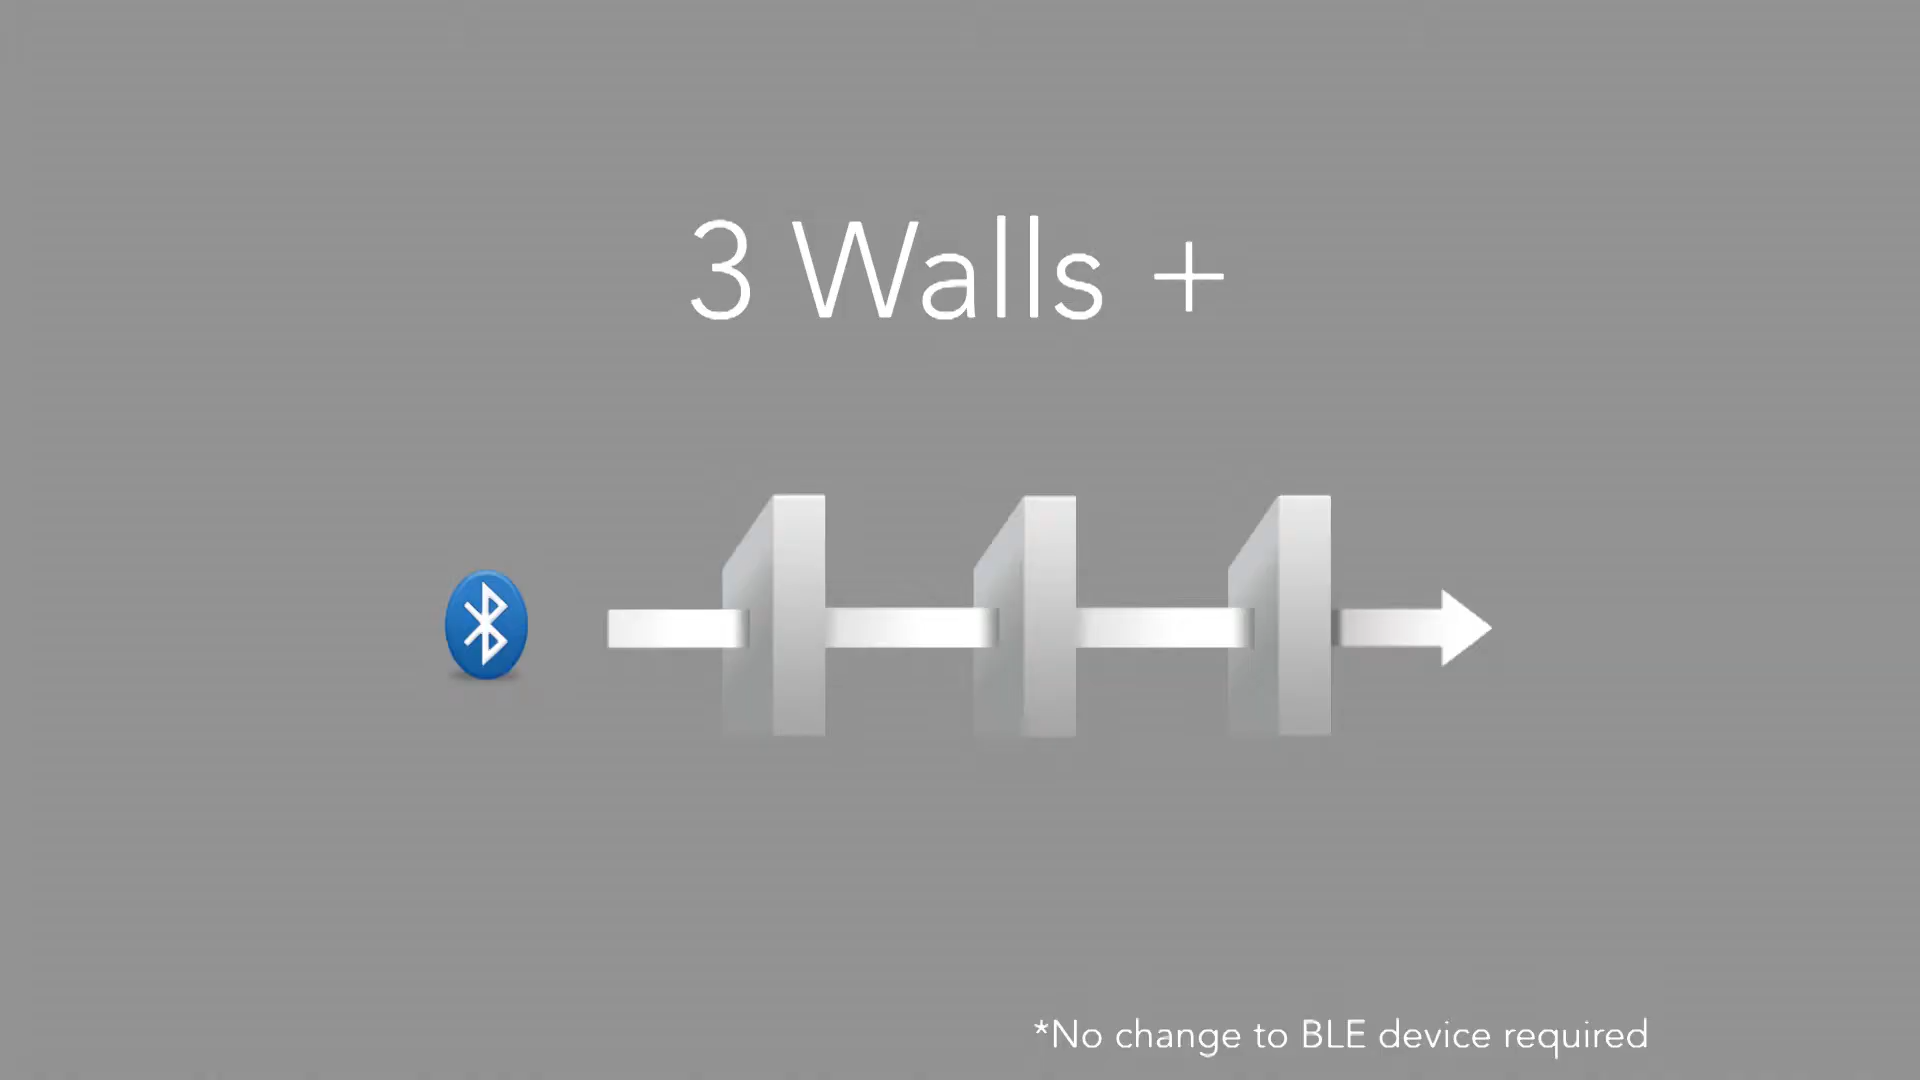 3 Walls +
*No change to BLE device required